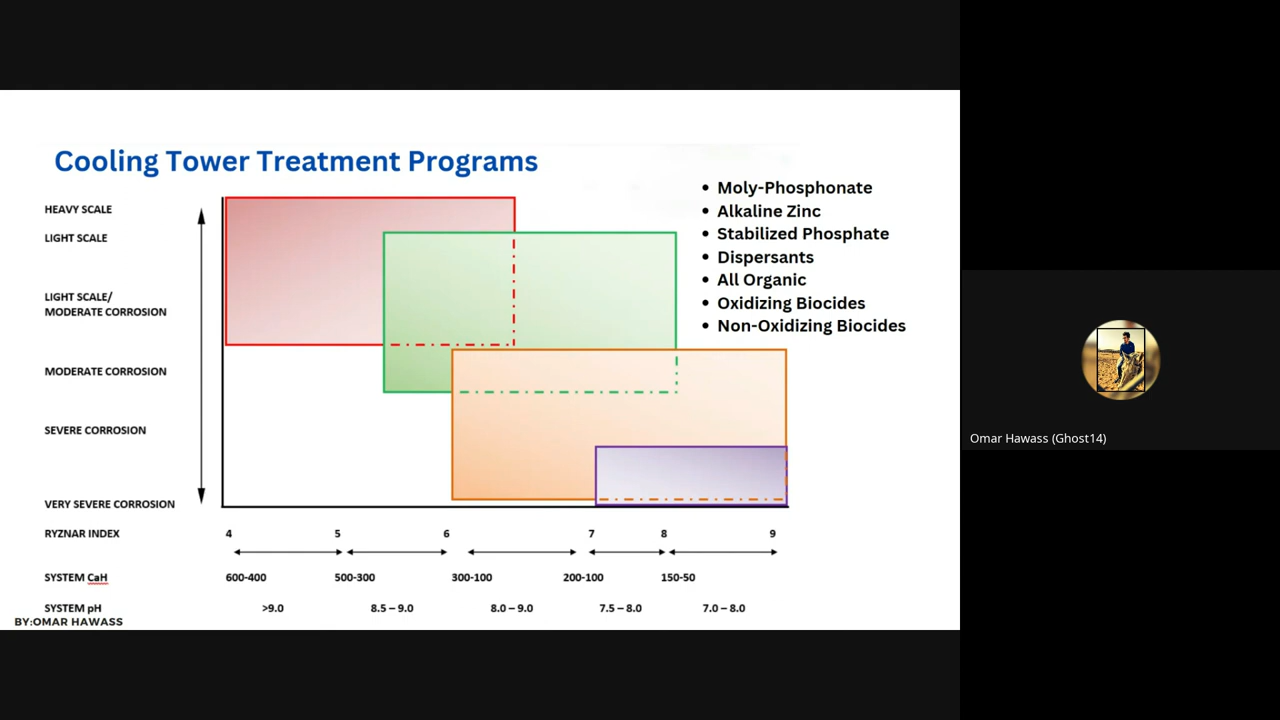 Cooling Tower Treatment Programs
• Moly-Phosphonate
• Alkaline Zinc
• Stabilized Phosphate
• Dispersants
• All Organic
• Oxidizing Biocides
• Non-Oxidizing Biocides
HEAVY SCALE
LIGHT SCALE
LIGHT SCALE/
MODERATE CORROSION
MODERATE CORROSION
SEVERE CORROSION
VERY SEVERE CORROSION
RYZNAR INDEX 4 5 6 7 8 9
SYSTEM CaH 600-400 500-300 300-100 200-100 150-50
SYSTEM pH >9.0 8.5 – 9.0 8.0 – 9.0 7.5 – 8.0 7.0 – 8.0
BY:OMAR HAWASS
Omar Hawass (Ghost14)